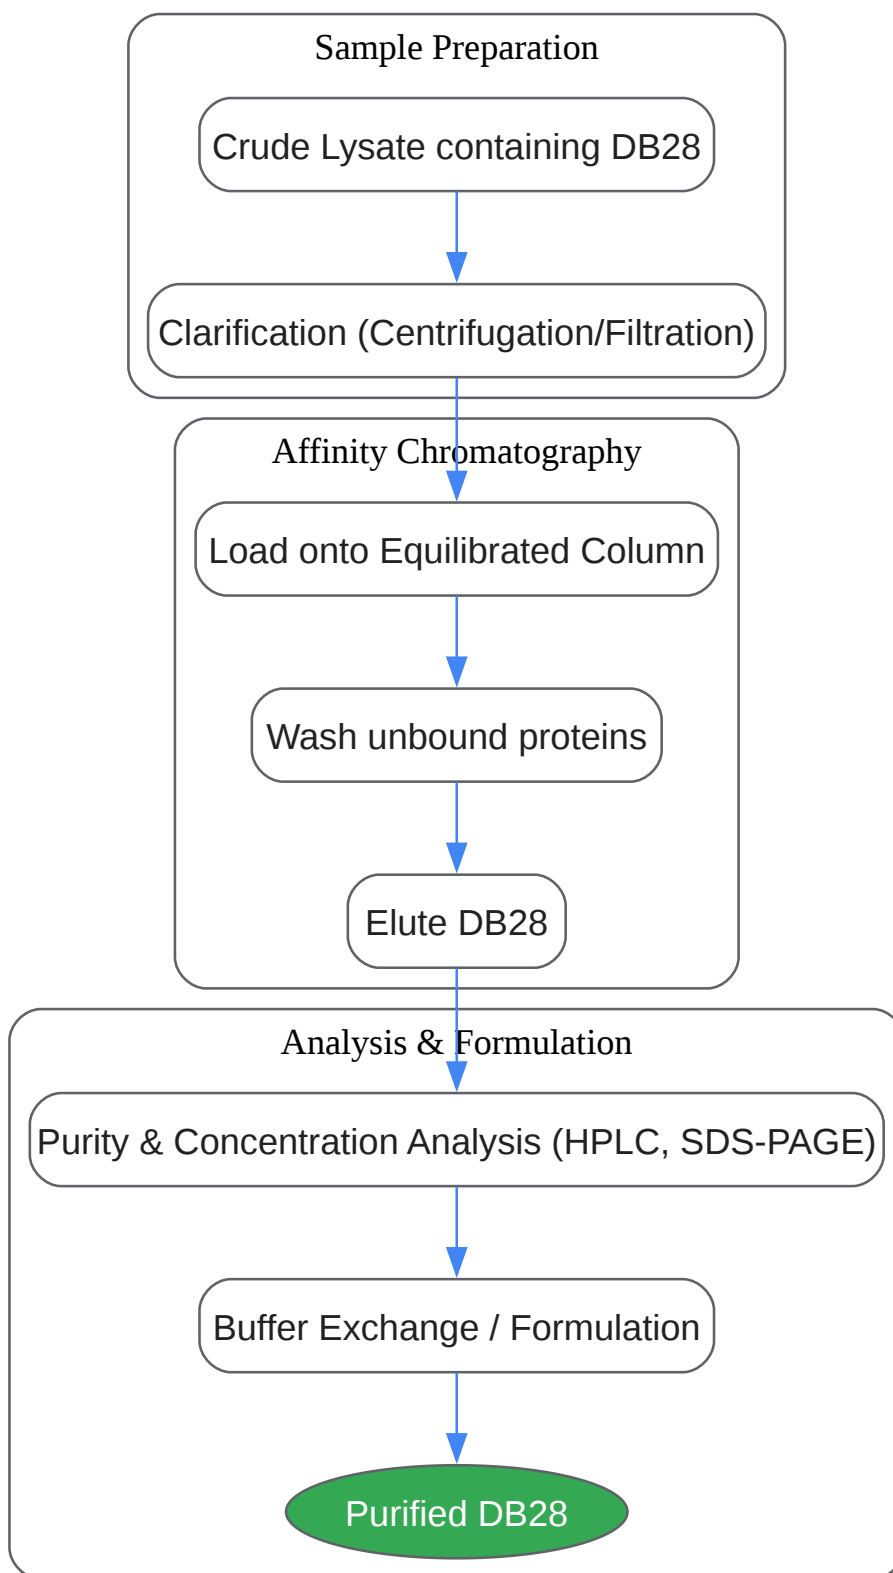 Sample Preparation
Crude Lysate containing DB28
Clarification (Centrifugation/Filtration)
Affinity Chromatography
Load onto Equilibrated Column
Wash unbound proteins
Elute DB28
Analysis & Formulation
Purity & Concentration Analysis (HPLC, SDS-PAGE)
Buffer Exchange / Formulation
Purified DB28